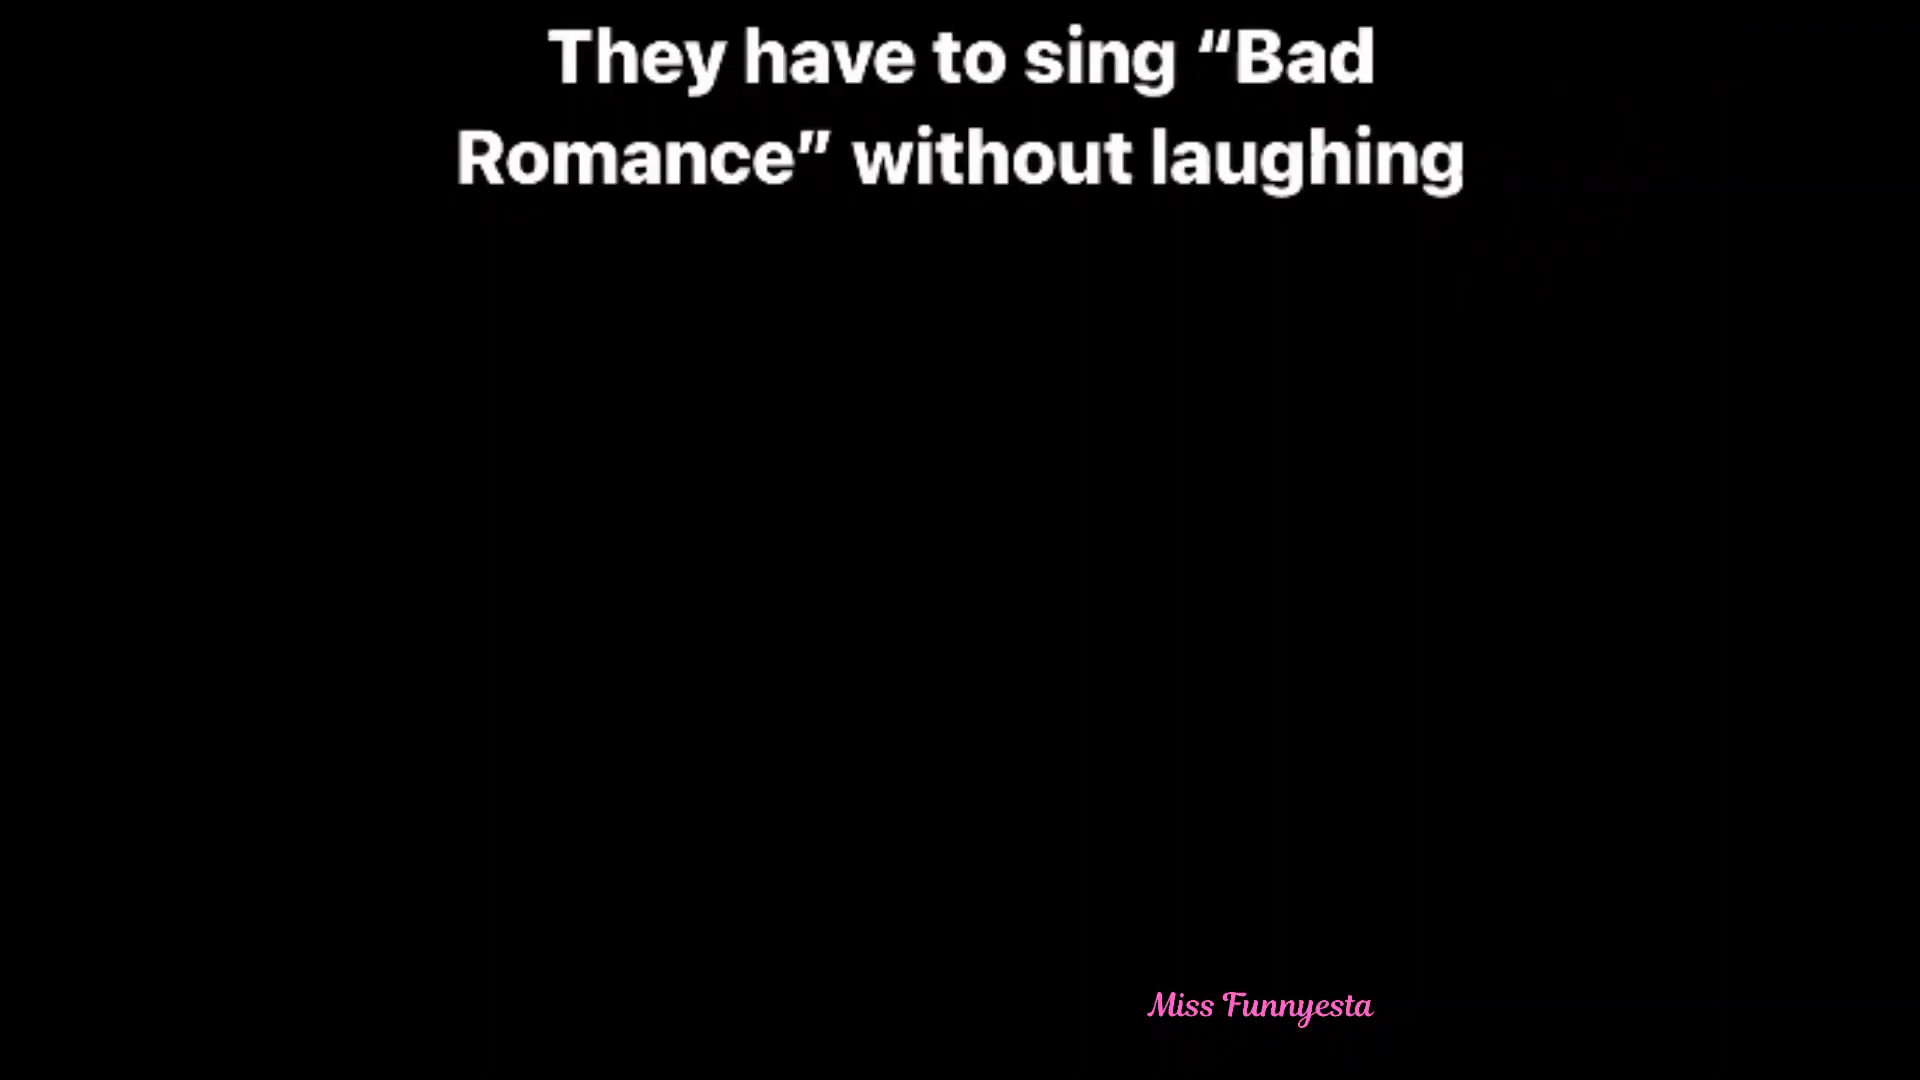 They have to sing “Bad
Romance” without laughing
Miss Funnyesta